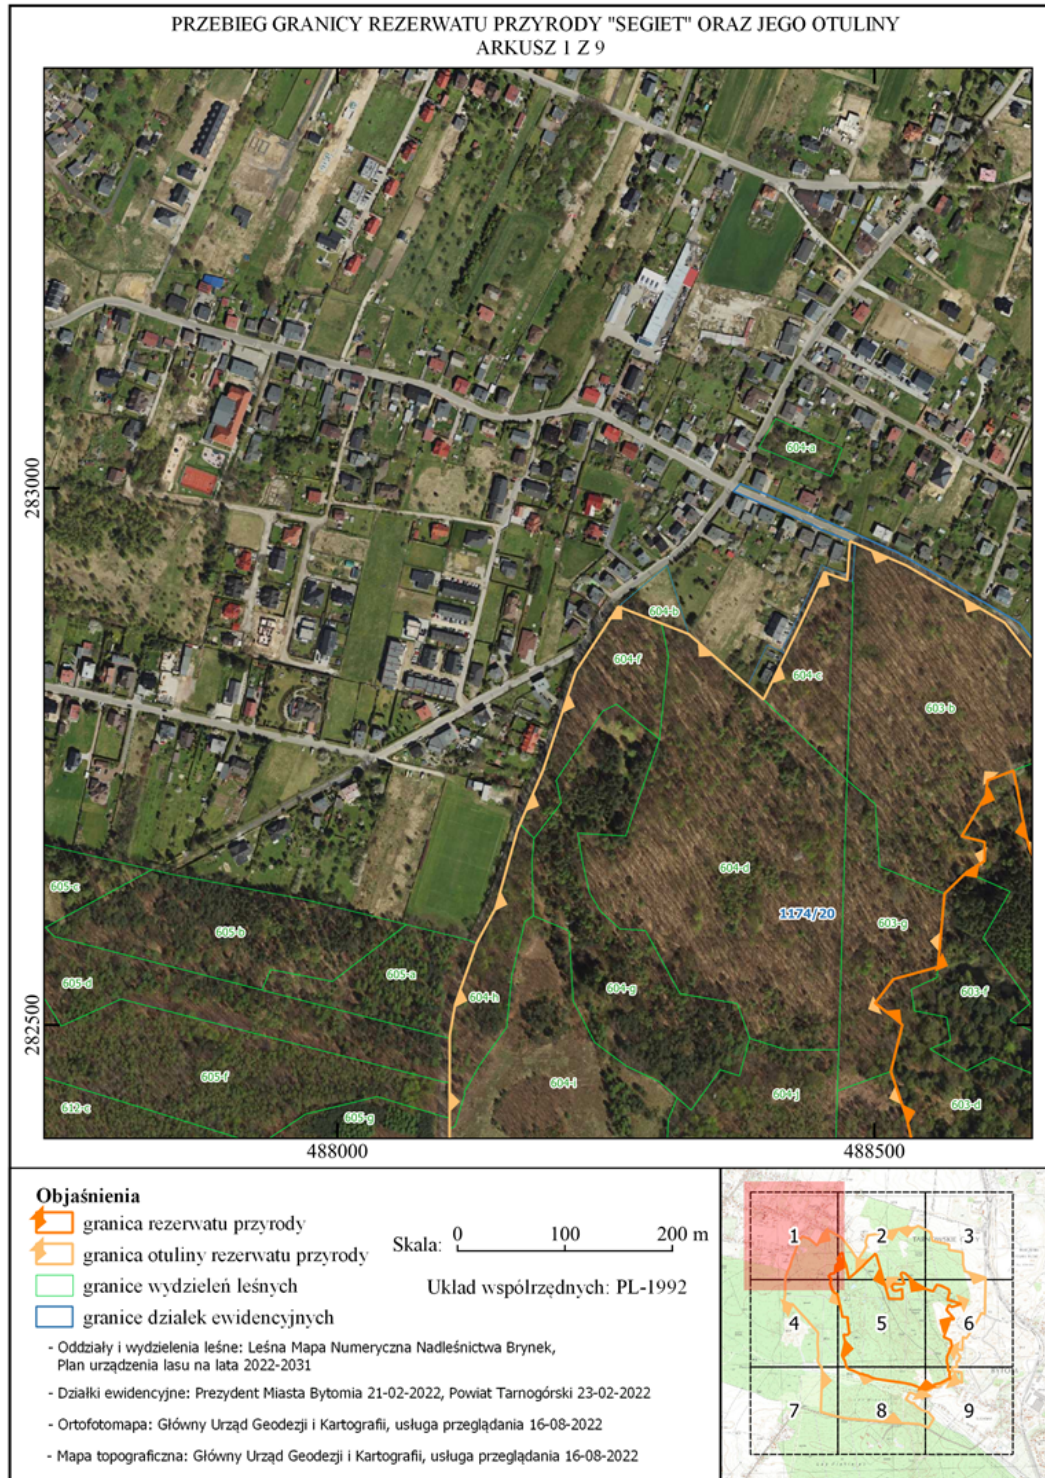 PRZEBIEG GRANICY REZERWATU PRZYRODY "SEGIET" ORAZ JEGO OTULINY
ARKUSZ 1 Z 9
604-a
283000
604-b
604-f
604-c
603-b
605-c
604-d
1174/20
605-b
603-g
605-a
605-d
604-h
604-g
603-f
282500
605-f
604-i
612-c
604-j
603-d
605-g
488000
488500
Objaśnienia
granica rezerwatu przyrody
granica otuliny rezerwatu przyrody
granice wydzieleń leśnych
granice działek ewidencyjnych
Skala: 0 100 200 m
Układ współrzędnych: PL-1992
- Oddziały i wydzielenia leśne: Leśna Mapa Numeryczna Nadleśnictwa Brynek,
Plan urządzenia lasu na lata 2022-2031
- Działki ewidencyjne: Prezydent Miasta Bytomia 21-02-2022, Powiat Tarnogórski 23-02-2022
- Ortofotomapa: Główny Urząd Geodezji i Kartografii, usługa przeglądania 16-08-2022
- Mapa topograficzna: Główny Urząd Geodezji i Kartografii, usługa przeglądania 16-08-2022
1 2 3
4 5 6
7 8 9